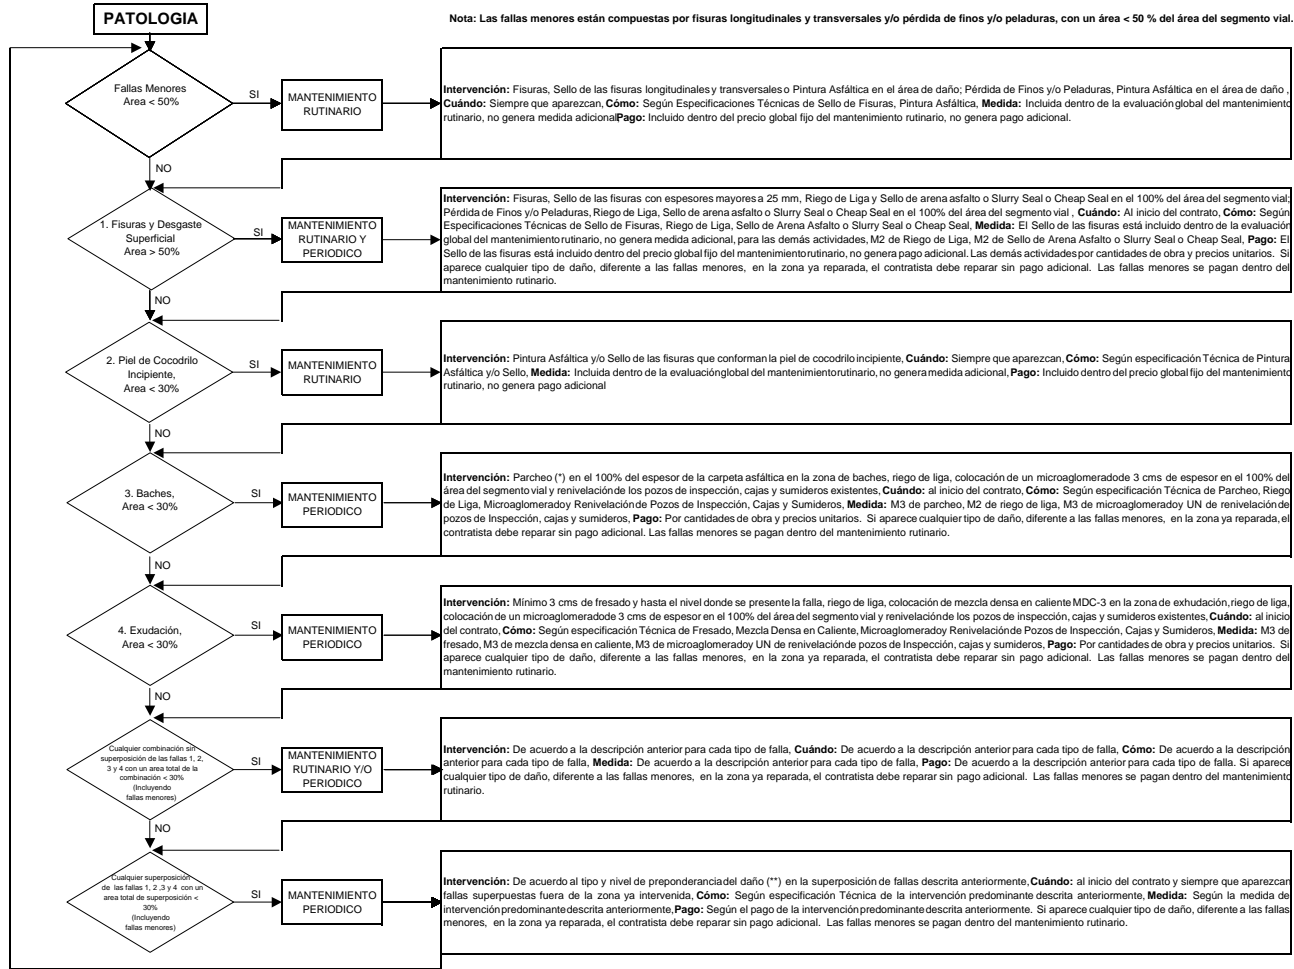 PATOLOGIA
Nota: Las fallas menores están compuestas por fisuras longitudinales y transversales y/o pérdida de finos y/o peladuras, con un área < 50 % del área del segmento vial.
Fallas Menores
Area < 50%
SI
MANTENIMIENTO
RUTINARIO
Intervención: Fisuras, Sello de las fisuras longitudinales y transversales o Pintura Asfáltica en el área de daño; Pérdida de Finos y/o Peladuras, Pintura Asfáltica en el área de daño ,
Cuándo: Siempre que aparezcan, Cómo: Según Especificaciones Técnicas de Sello de Fisuras, Pintura Asfáltica, Medida: Incluida dentro de la evaluación global del mantenimiento
rutinario, no genera medida adicional Pago: Incluido dentro del precio global fijo del mantenimiento rutinario, no genera pago adicional.
NO
1. Fisuras y Desgaste
Superficial
Area > 50%
SI
MANTENIMIENTO
RUTINARIO Y
PERIODICO
Intervención: Fisuras, Sello de las fisuras con espesores mayores a 25 mm, Riego de Liga y Sello de arena asfalto o Slurry Seal o Cheap Seal en el 100% del área del segmento vial;
Pérdida de Finos y/o Peladuras, Riego de Liga, Sello de arena asfalto o Slurry Seal o Cheap Seal en el 100% del área del segmento vial , Cuándo: Al inicio del contrato, Cómo: Según
Especificaciones Técnicas de Sello de Fisuras, Riego de Liga, Sello de Arena Asfalto o Slurry Seal o Cheap Seal, Medida: El Sello de las fisuras está incluido dentro de la evaluación
global del mantenimiento rutinario, no genera medida adicional, para las demás actividades, M2 de Riego de Liga, M2 de Sello de Arena Asfalto o Slurry Seal o Cheap Seal, Pago: El
Sello de las fisuras está incluido dentro del precio global fijo del mantenimiento rutinario, no genera pago adicional. Las demás actividades por cantidades de obra y precios unitarios. Si
aparece cualquier tipo de daño, diferente a las fallas menores, en la zona ya reparada, el contratista debe reparar sin pago adicional. Las fallas menores se pagan dentro del
mantenimiento rutinario.
NO
2. Piel de Cocodrilo
Incipiente,
Area < 30%
SI
MANTENIMIENTO
RUTINARIO
Intervención: Pintura Asfáltica y/o Sello de las fisuras que conforman la piel de cocodrilo incipiente, Cuándo: Siempre que aparezcan, Cómo: Según especificación Técnica de Pintura
Asfáltica y/o Sello, Medida: Incluida dentro de la evaluación global del mantenimiento rutinario, no genera medida adicional, Pago: Incluido dentro del precio global fijo del mantenimiento
rutinario, no genera pago adicional
NO
3. Baches,
Area < 30%
SI
MANTENIMIENTO
PERIODICO
Intervención: Parcheo (*) en el 100% del espesor de la carpeta asfáltica en la zona de baches, riego de liga, colocación de un microaglomerado de 3 cms de espesor en el 100% del
área del segmento vial y renivelación de los pozos de inspección, cajas y sumideros existentes, Cuándo: al inicio del contrato, Cómo: Según especificación Técnica de Parcheo, Riego
de Liga, Microaglomerado y Renivelación de Pozos de Inspección, Cajas y Sumideros, Medida: M3 de parcheo, M2 de riego de liga, M3 de microaglomerado y UN de renivelación de
pozos de Inspección, cajas y sumideros, Pago: Por cantidades de obra y precios unitarios. Si aparece cualquier tipo de daño, diferente a las fallas menores, en la zona ya reparada, el
contratista debe reparar sin pago adicional. Las fallas menores se pagan dentro del mantenimiento rutinario.
NO
4. Exudación,
Area < 30%
SI
MANTENIMIENTO
PERIODICO
Intervención: Mínimo 3 cms de fresado y hasta el nivel donde se presente la falla, riego de liga, colocación de mezcla densa en caliente MDC-3 en la zona de exhudación, riego de liga,
colocación de un microaglomerado de 3 cms de espesor en el 100% del área del segmento vial y renivelación de los pozos de inspección, cajas y sumideros existentes, Cuándo: al inicio
del contrato, Cómo: Según especificación Técnica de Fresado, Mezcla Densa en Caliente, Microaglomerado y Renivelación de Pozos de Inspección, Cajas y Sumideros, Medida: M3 de
fresado, M3 de mezcla densa en caliente, M3 de microaglomerado y UN de renivelación de pozos de Inspección, cajas y sumideros, Pago: Por cantidades de obra y precios unitarios. Si
aparece cualquier tipo de daño, diferente a las fallas menores, en la zona ya reparada, el contratista debe reparar sin pago adicional. Las fallas menores se pagan dentro del
mantenimiento rutinario.
NO
Cualquier combinación sin
superposición de las fallas 1, 2,
3 y 4 con un area total de la
combinación < 30%
(Incluyendo
fallas menores)
SI
MANTENIMIENTO
RUTINARIO Y/O
PERIODICO
Intervención: De acuerdo a la descripción anterior para cada tipo de falla, Cuándo: De acuerdo a la descripción anterior para cada tipo de falla, Cómo: De acuerdo a la descripción
anterior para cada tipo de falla, Medida: De acuerdo a la descripción anterior para cada tipo de falla, Pago: De acuerdo a la descripción anterior para cada tipo de falla. Si aparece
cualquier tipo de daño, diferente a las fallas menores, en la zona ya reparada, el contratista debe reparar sin pago adicional. Las fallas menores se pagan dentro del mantenimiento
rutinario.
NO
Cualquier superposición
de las fallas 1, 2 ,3 y 4 con un
area total de superposición <
30%
(Incluyendo
fallas menores)
SI
MANTENIMIENTO
PERIODICO
Intervención: De acuerdo al tipo y nivel de preponderancia del daño (**) en la superposición de fallas descrita anteriormente, Cuándo: al inicio del contrato y siempre que aparezcan
fallas superpuestas fuera de la zona ya intervenida, Cómo: Según especificación Técnica de la intervención predominante descrita anteriormente, Medida: Según la medida de
intervención predominante descrita anteriormente, Pago: Según el pago de la intervención predominante descrita anteriormente. Si aparece cualquier tipo de daño, diferente a las fallas
menores, en la zona ya reparada, el contratista debe reparar sin pago adicional. Las fallas menores se pagan dentro del mantenimiento rutinario.